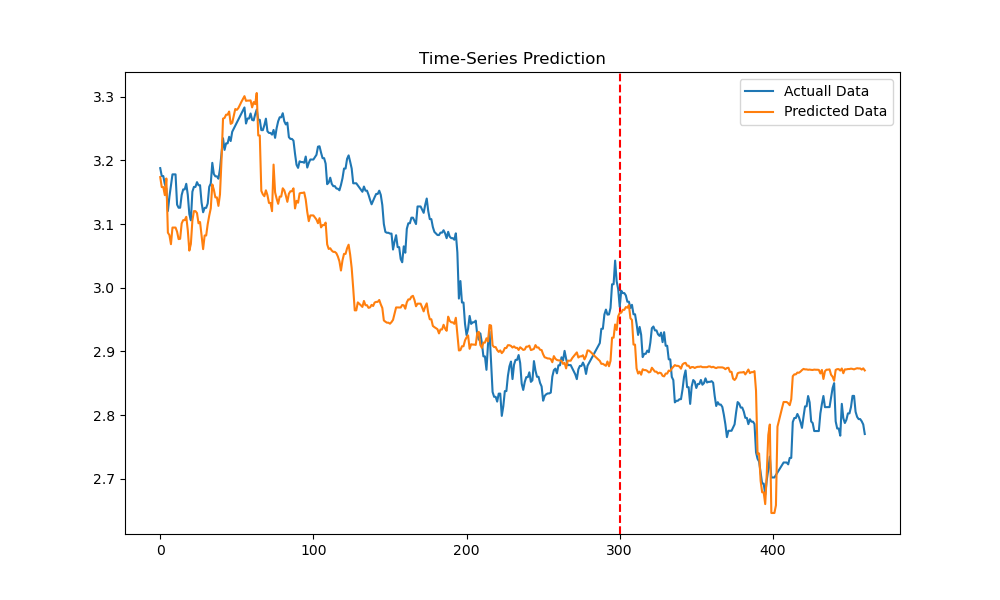 Time-Series Prediction
Actuall Data
Predicted Data
3.3
3.2
3.1
3.0
2.9
2.8
2.7
0 100 200 300 400